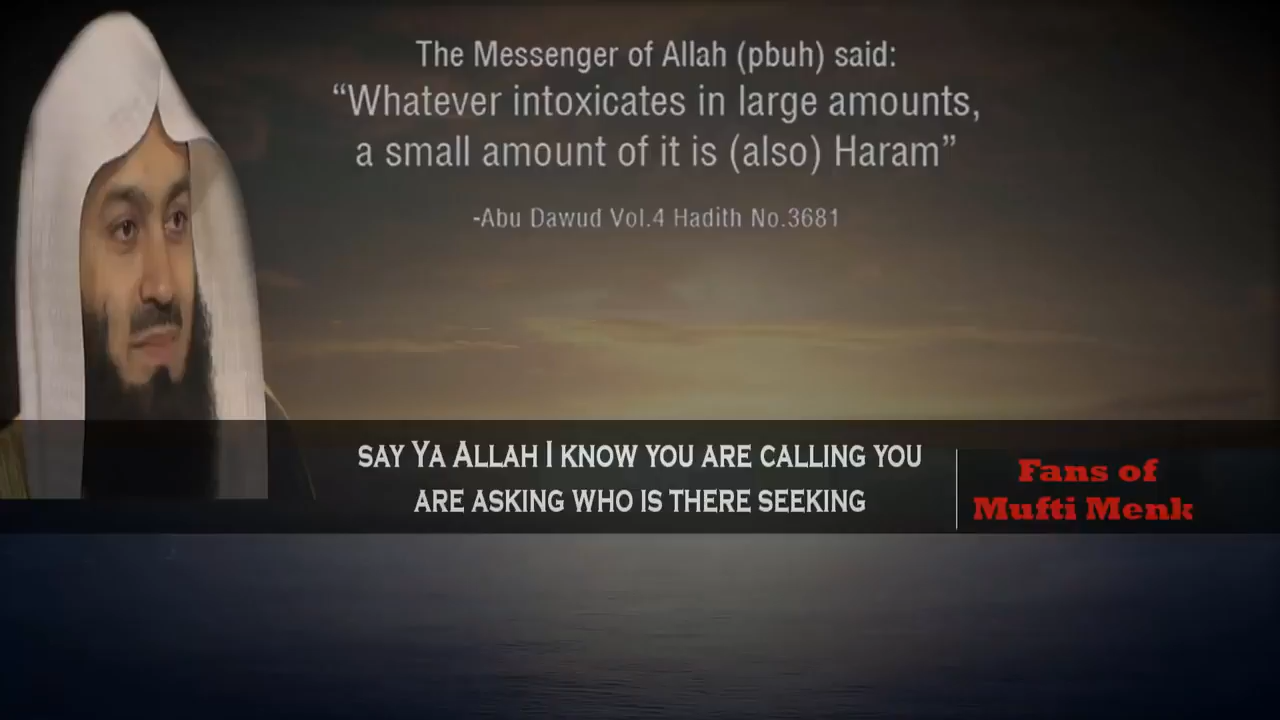 The Messenger of Allah (pbuh) said:
“Whatever intoxicates in large amounts,
a small amount of it is (also) Haram”
-Abu Dawud Vol.4 Hadith No.3681
SAY YA ALLAH I KNOW YOU ARE CALLING YOU
ARE ASKING WHO IS THERE SEEKING
Fans of
Mufti Menk